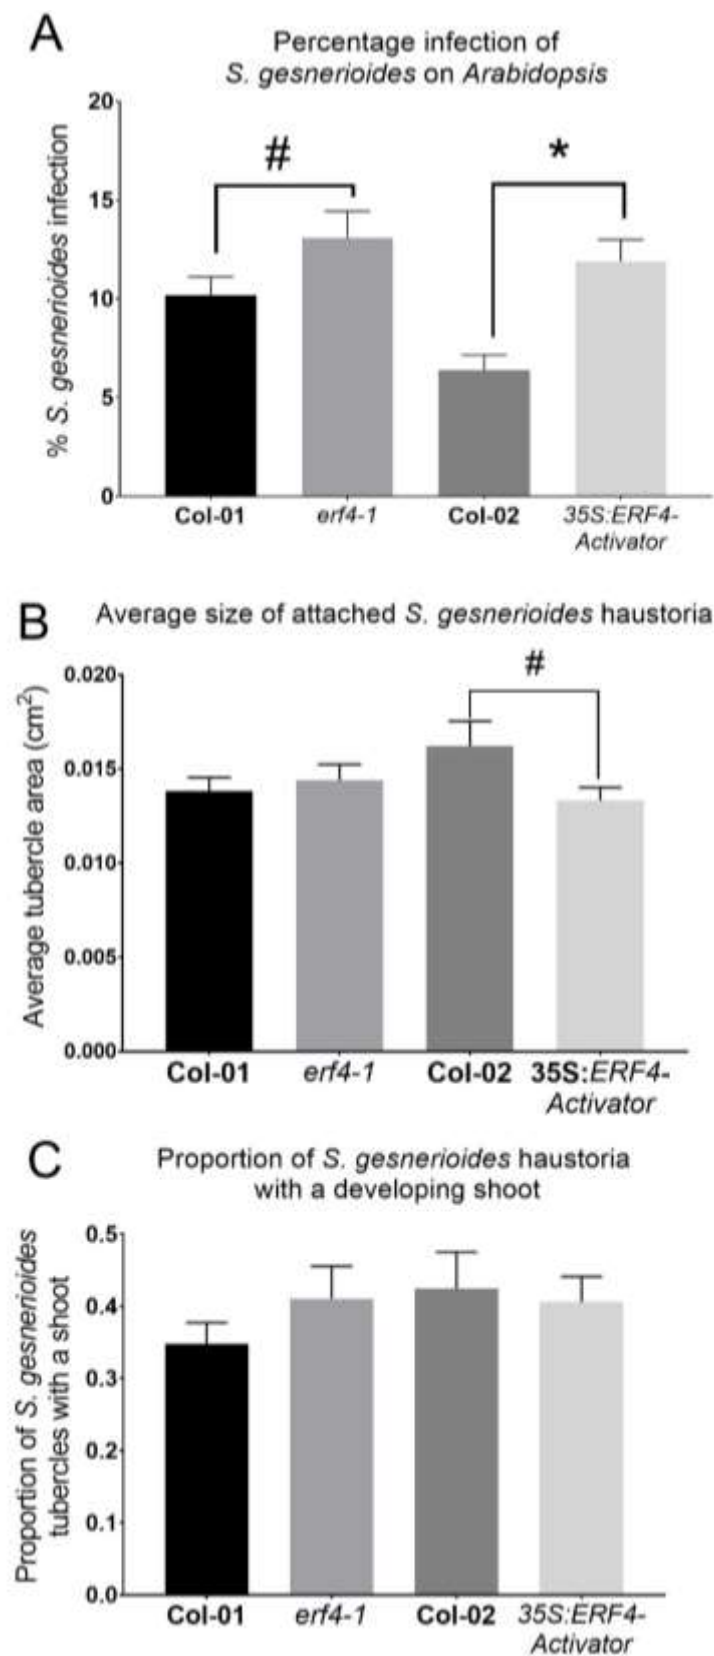 A
Percentage infection of
S. gesnerioides on Arabidopsis
% S. gesnerioides infection
20
15
10
5
0
#
*
Col-01 erf4-1 Col-02 35S:ERF4-
Activator
B
Average size of attached S. gesnerioides haustoria
Average tubercle area (cm²)
0.020
0.015
0.010
0.005
0.000
#
Col-01 erf4-1 Col-02 35S:ERF4-
Activator
C
Proportion of S. gesnerioides haustoria
with a developing shoot
Proportion of S. gesnerioides
tubercles with a shoot
0.5
0.4
0.3
0.2
0.1
0.0
Col-01 erf4-1 Col-02 35S:ERF4-
Activator